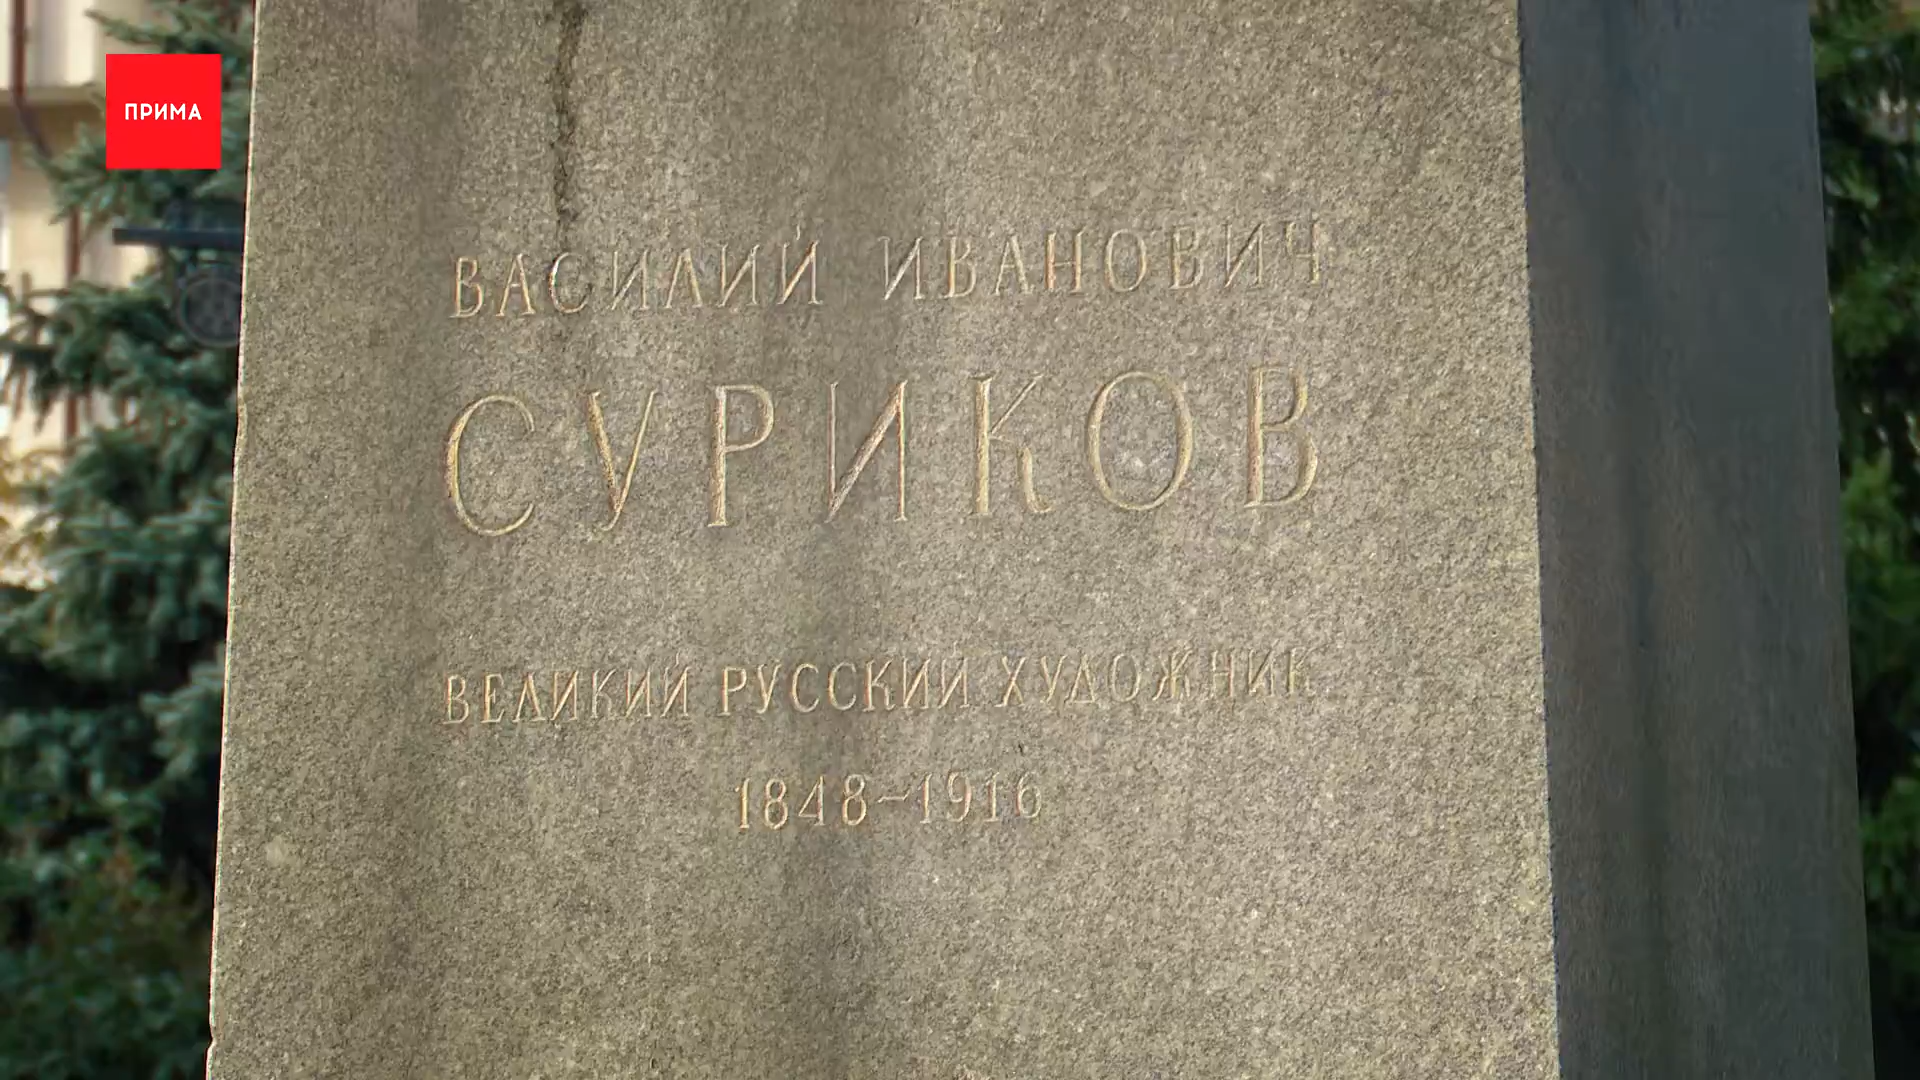 ПРИМА
ВАСИЛИЙ ИВАНОВИЧ
СУРИКОВ
ВЕЛИКИЙ РУССКИЙ ХУДОЖНИК
1848–1916